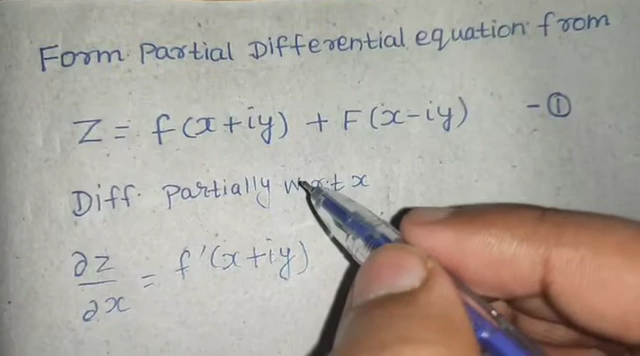 Form Partial Differential equation from
Z = f(x+iy) + F(x-iy) - ①
Diff. Partially w.r.t x
∂z/∂x = f'(x+iy)